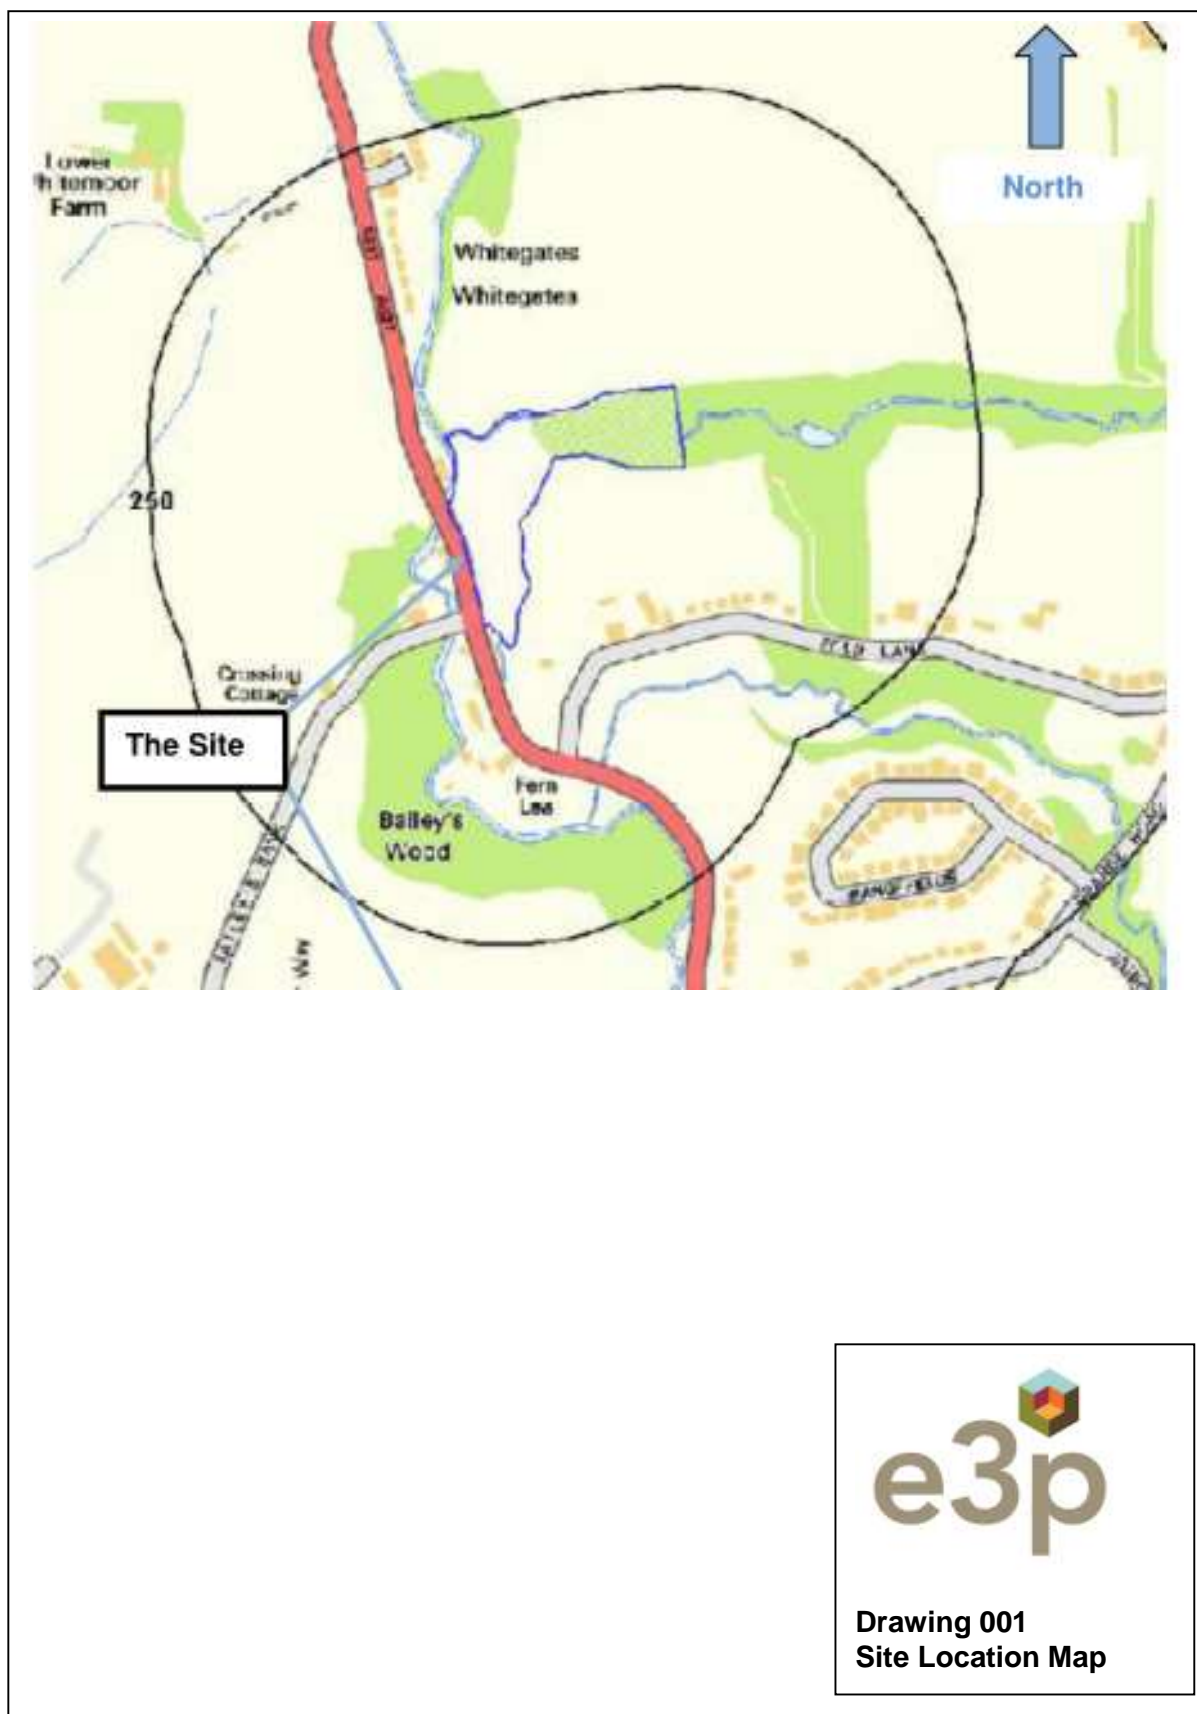 North
Lower
Farm
Whitegates
Whitegates
250
Crossing
Cottage
The Site
Fern
Lea
Bailey's
Wood
Way
e3p
Drawing 001
Site Location Map